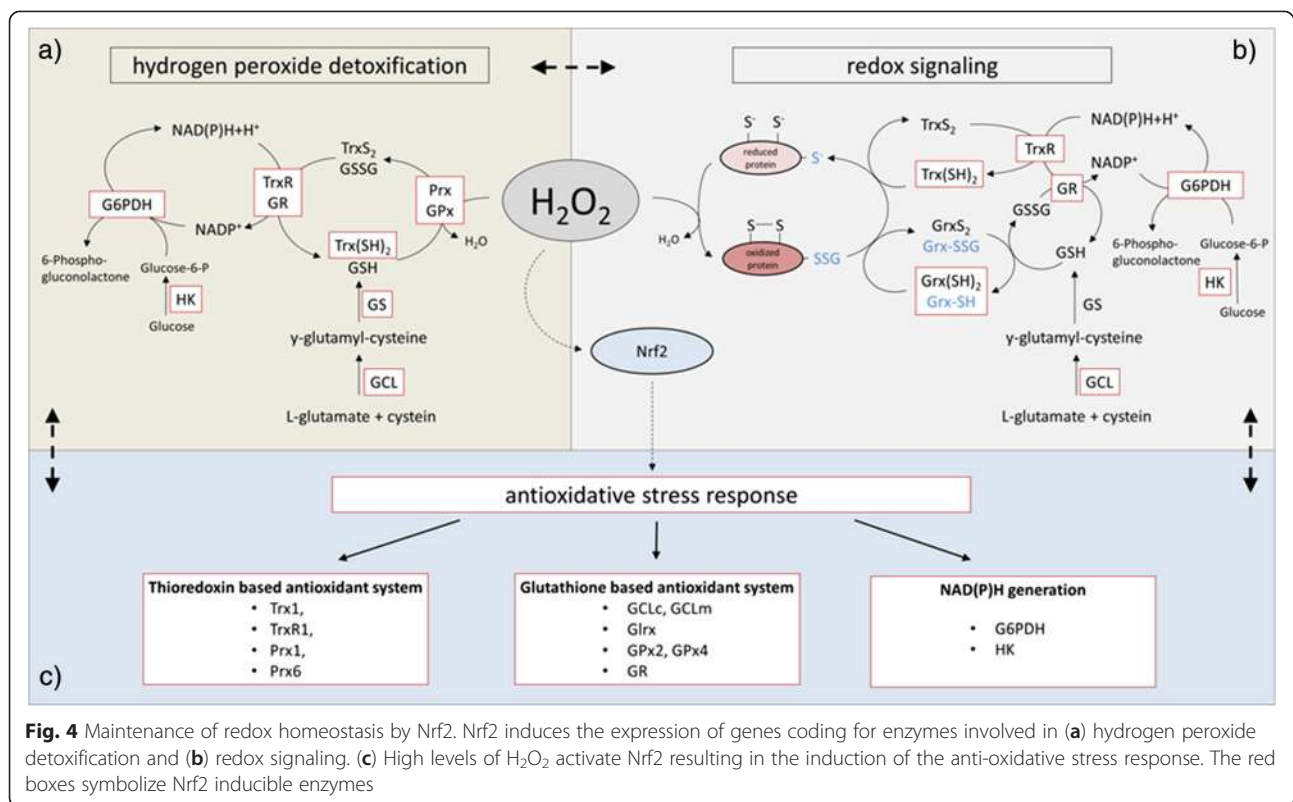 a)
hydrogen peroxide detoxification
NAD(P)H+H⁺
TrxS₂
GSSG
TrxR
GR
Prx
GPx
G6PDH
NADP⁺
Trx(SH)₂
GSH
H₂O
6-Phospho-
gluconolactone
Glucose-6-P
HK
Glucose
GS
γ-glutamyl-cysteine
GCL
L-glutamate + cystein
H₂O₂
Nrf2
b)
redox signaling
S⁻ S⁻
reduced
protein
S⁻
H₂O
S—S
oxidized
protein
SSG
TrxS₂
TrxR
Trx(SH)₂
NAD(P)H+H⁺
NADP⁺
GR
G6PDH
GSSG
GrxS₂
Grx-SSG
GSH
Grx(SH)₂
Grx-SH
6-Phospho-
gluconolactone
Glucose-6-P
HK
Glucose
GS
γ-glutamyl-cysteine
GCL
L-glutamate + cystein
antioxidative stress response
Thioredoxin based antioxidant system
• Trx1,
• TrxR1,
• Prx1,
• Prx6
Glutathione based antioxidant system
• GCLc, GCLm
• Glrx
• GPx2, GPx4
• GR
NAD(P)H generation
• G6PDH
• HK
c)
Fig. 4 Maintenance of redox homeostasis by Nrf2. Nrf2 induces the expression of genes coding for enzymes involved in (a) hydrogen peroxide
detoxification and (b) redox signaling. (c) High levels of H₂O₂ activate Nrf2 resulting in the induction of the anti-oxidative stress response. The red
boxes symbolize Nrf2 inducible enzymes